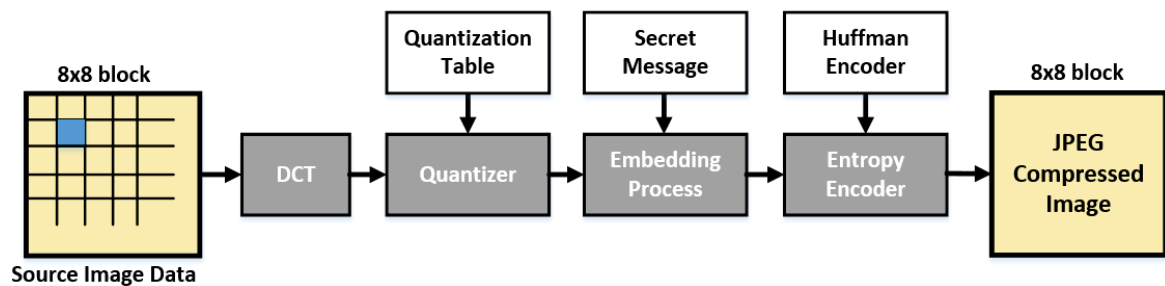 8x8 block
Source Image Data
DCT
Quantization
Table
Quantizer
Secret
Message
Embedding
Process
Huffman
Encoder
Entropy
Encoder
8x8 block
JPEG
Compressed
Image